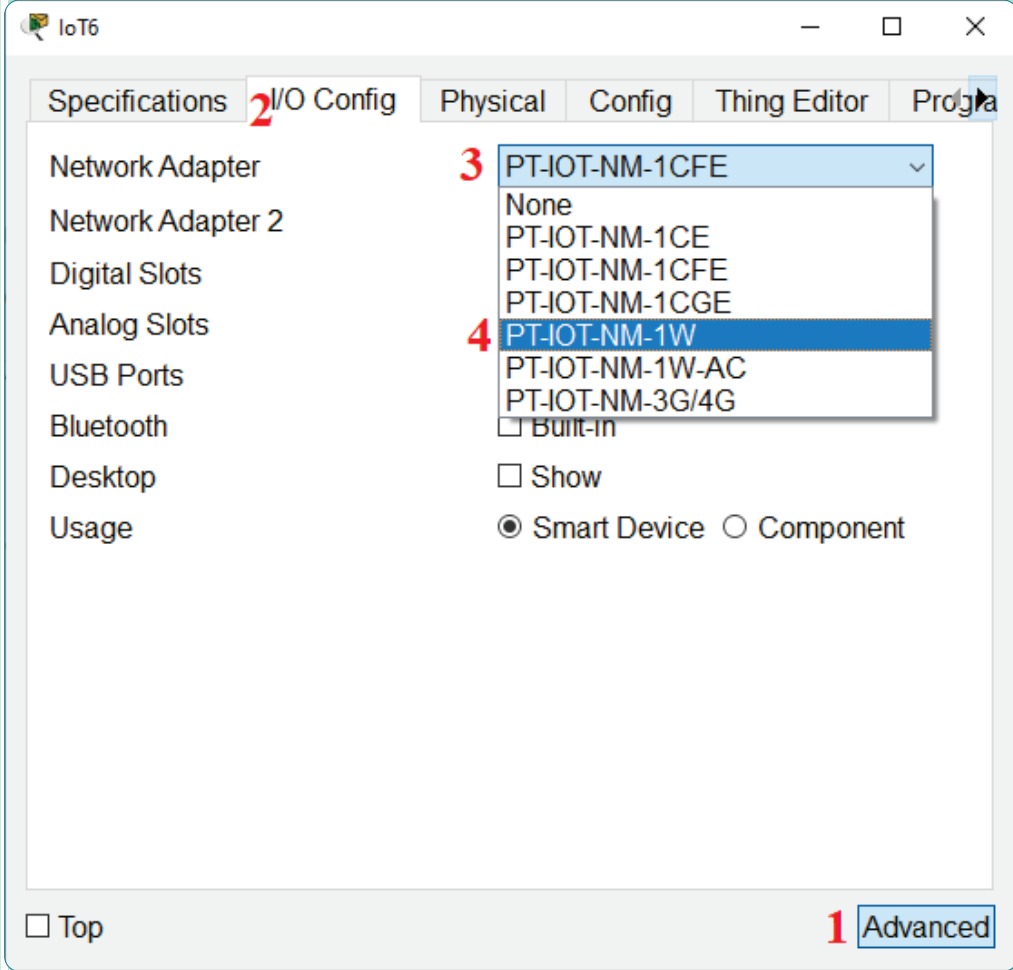 IoT6
Specifications 2 I/O Config Physical Config Thing Editor Progra
Network Adapter 3 PT-IOT-NM-1CFE
None
Network Adapter 2 PT-IOT-NM-1CE
Digital Slots PT-IOT-NM-1CFE
PT-IOT-NM-1CGE
Analog Slots 4 PT-IOT-NM-1W
USB Ports PT-IOT-NM-1W-AC
PT-IOT-NM-3G/4G
Bluetooth Built-in
Desktop Show
Usage Smart Device Component
Top 1 Advanced